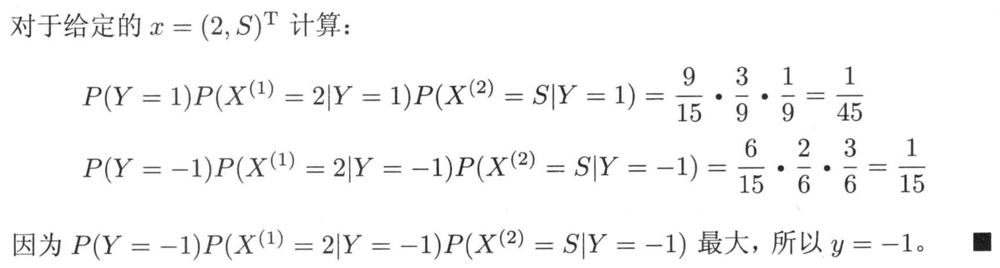 对于给定的 $x = (2, S)^{\mathrm{T}}$ 计算：
$P(Y = 1)P(X^{(1)} = 2|Y = 1)P(X^{(2)} = S|Y = 1) = \frac{9}{15} \cdot \frac{3}{9} \cdot \frac{1}{9} = \frac{1}{45}$
$P(Y = -1)P(X^{(1)} = 2|Y = -1)P(X^{(2)} = S|Y = -1) = \frac{6}{15} \cdot \frac{2}{6} \cdot \frac{3}{6} = \frac{1}{15}$
因为 $P(Y = -1)P(X^{(1)} = 2|Y = -1)P(X^{(2)} = S|Y = -1)$ 最大，所以 $y = -1$。 ■